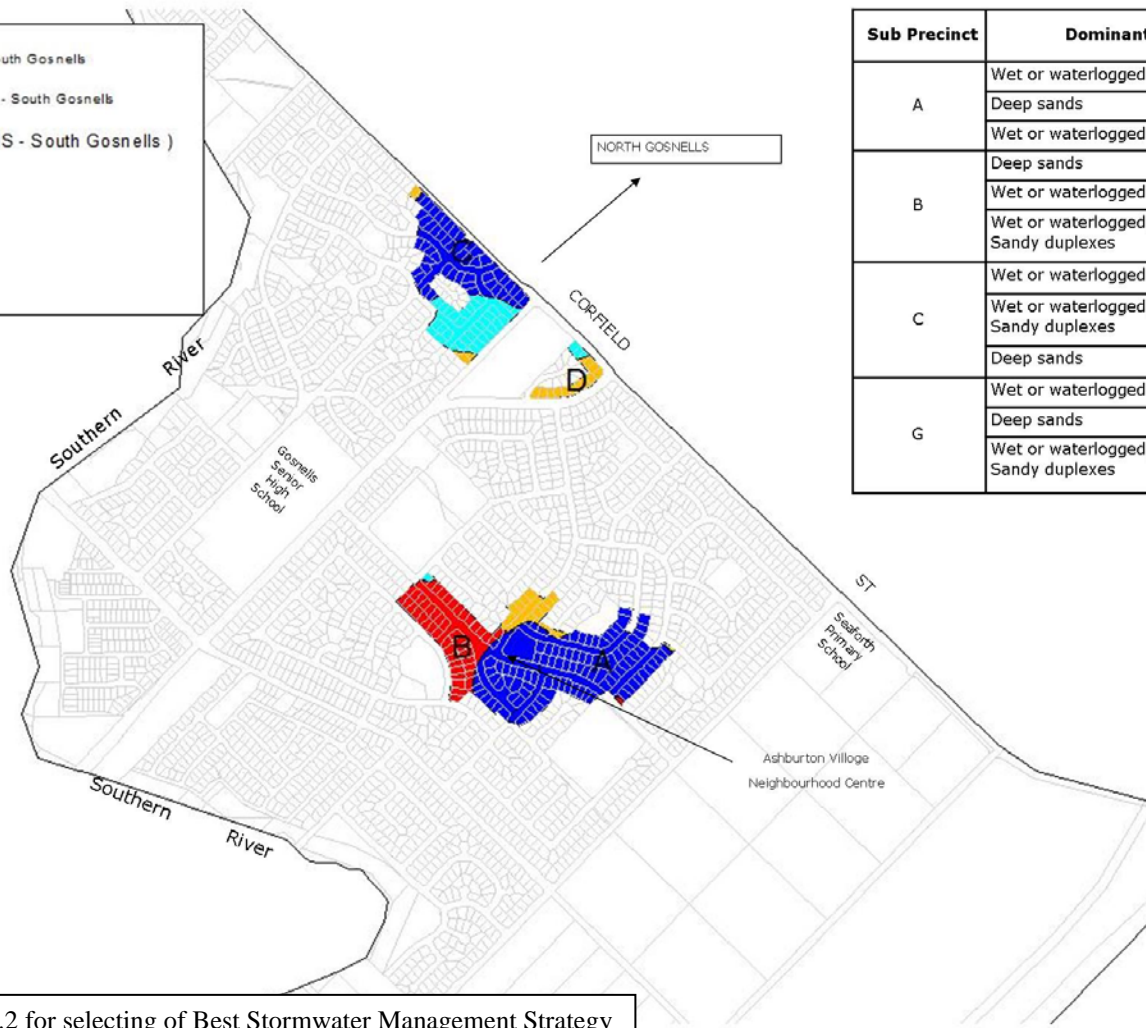 uth Gosnells
- South Gosnells
S - South Gosnells )
Sub Precinct Dominant
A
Wet or waterlogged
Deep sands
Wet or waterlogged
B
Deep sands
Wet or waterlogged
Wet or waterlogged
Sandy duplexes
C
Wet or waterlogged
Wet or waterlogged
Sandy duplexes
Deep sands
G
Wet or waterlogged
Deep sands
Wet or waterlogged
Sandy duplexes
NORTH GOSNELLS
C
CORFIELD
D
Southern River
Gosnells
Senior
High
School
ST
Seaforth
Primary
School
B
A
Ashburton Village
Neighbourhood Centre
Southern
River
.2 for selecting of Best Stormwater Management Strategy